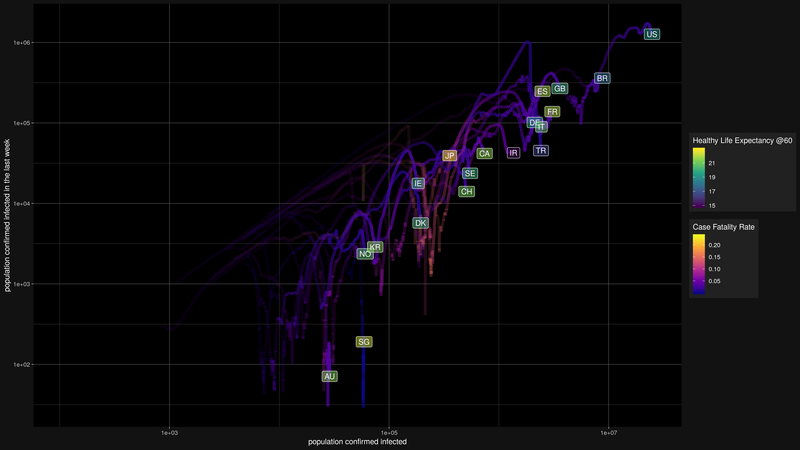 US
1e+06
BR
ES
GB
FR
1e+05
DE
IT
JP
CA
IR
TR
SE
IE
CH
1e+04
DK
KR
NO
1e+03
SG
1e+02
AU
1e+03
1e+05
1e+07
population confirmed infected
population confirmed infected in the last week
Healthy Life Expectancy @60
21
19
17
15
Case Fatality Rate
0.20
0.15
0.10
0.05